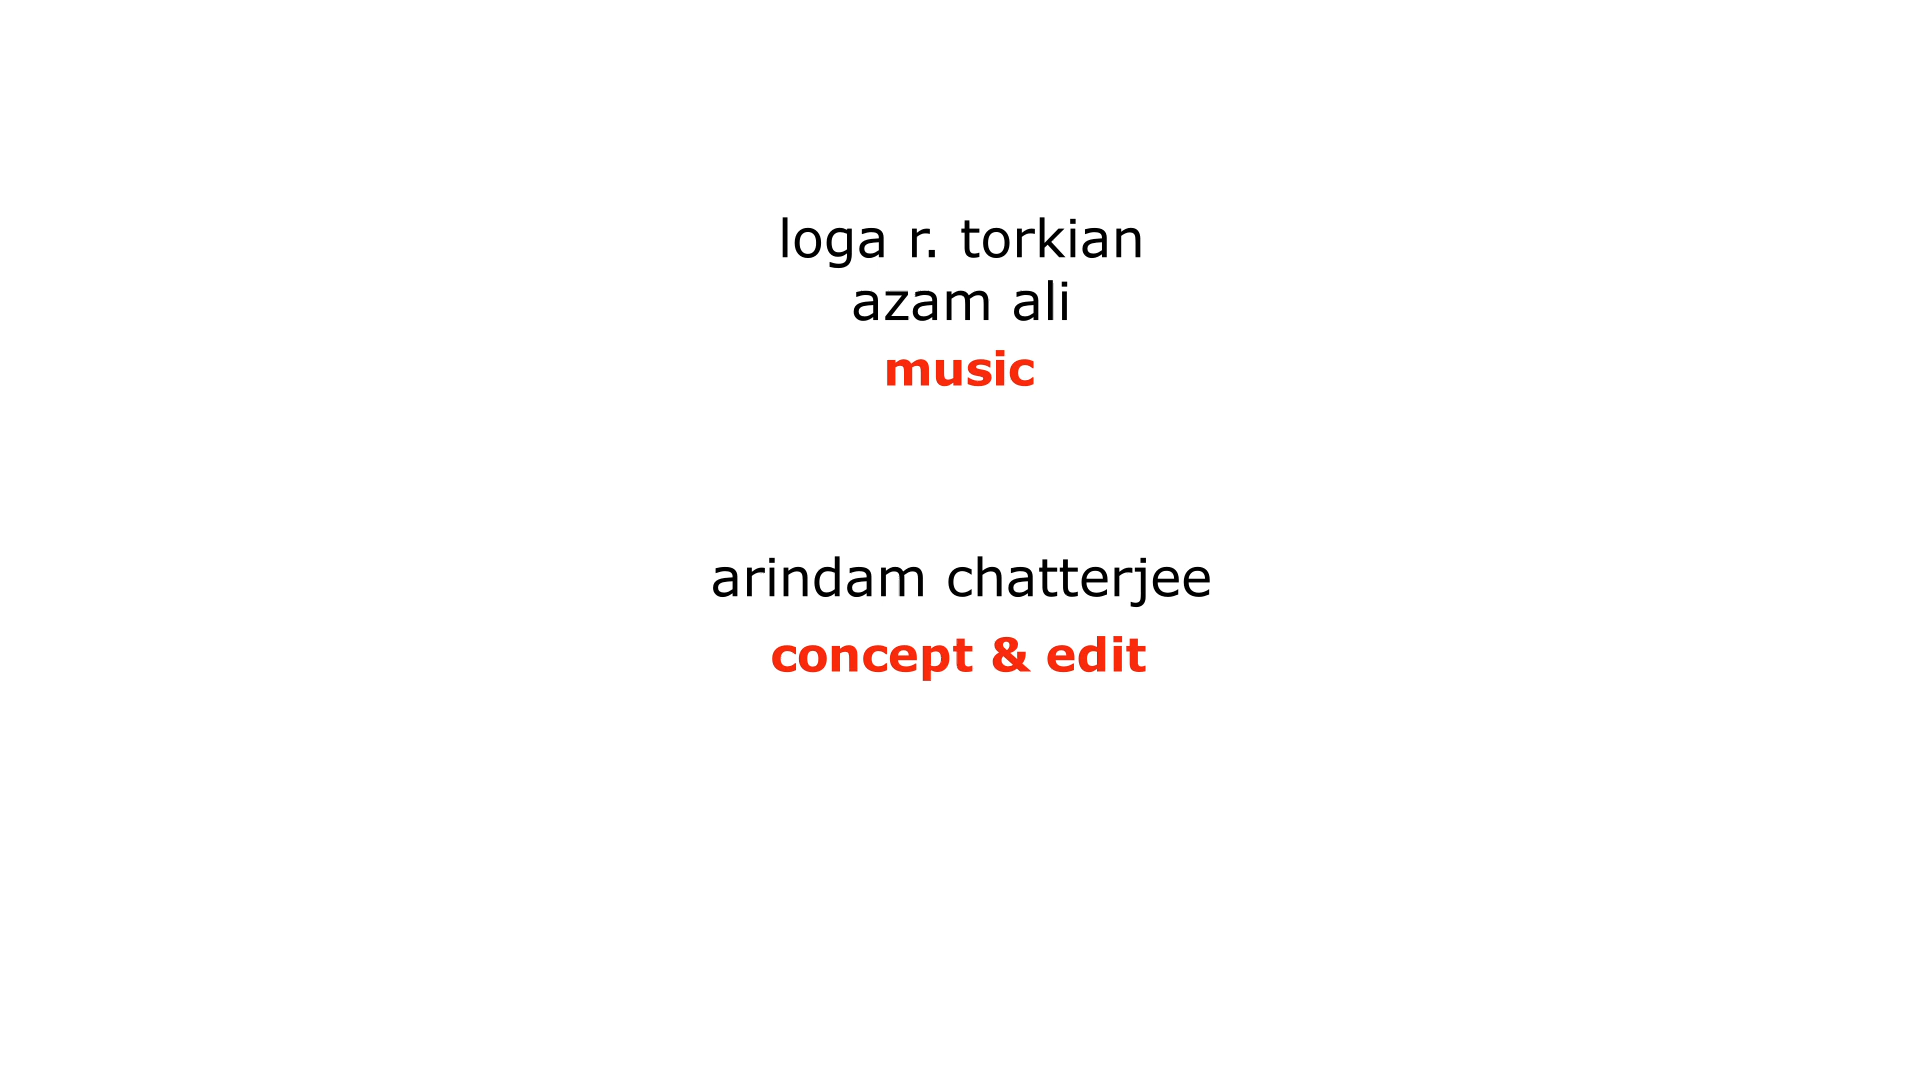 loga r. torkian
azam ali
music
arindam chatterjee
concept & edit